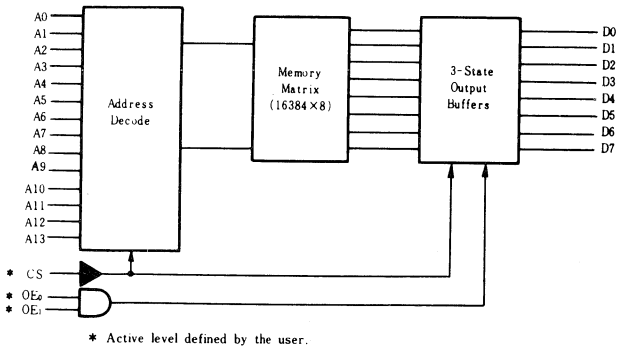 A0
A1
A2
A3
A4
A5
A6
A7
A8
A9
A10
A11
A12
A13
Address
Decode
Memory
Matrix
(16384×8)
3-State
Output
Buffers
D0
D1
D2
D3
D4
D5
D6
D7
* CS
* OE₀
* OE₁
* Active level defined by the user.